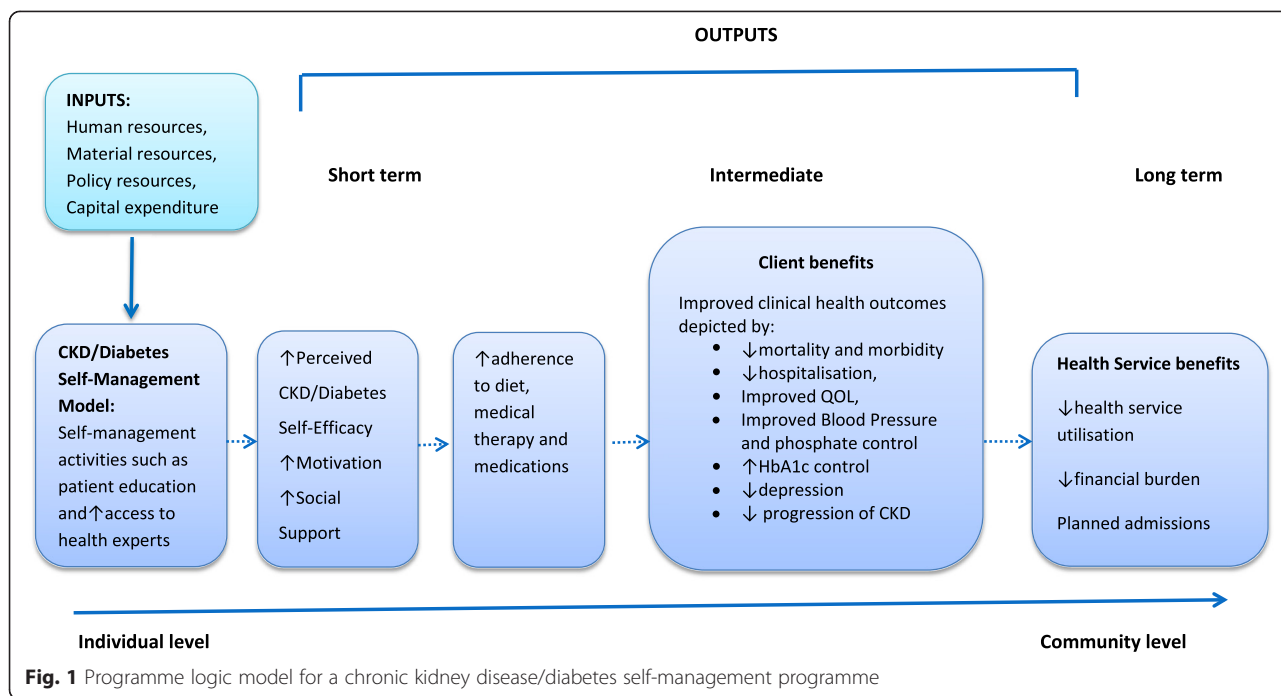 OUTPUTS
INPUTS:
Human resources,
Material resources,
Policy resources,
Capital expenditure
Short term
Intermediate
Long term
CKD/Diabetes
Self-Management
Model:
Self-management
activities such as
patient education
and↑access to
health experts
↑Perceived
CKD/Diabetes
Self-Efficacy
↑Motivation
↑Social
Support
↑adherence
to diet,
medical
therapy and
medications
Client benefits
Improved clinical health outcomes
depicted by:
• ↓mortality and morbidity
• ↓hospitalisation,
• Improved QOL,
• Improved Blood Pressure
and phosphate control
• ↑HbA1c control
• ↓depression
• ↓ progression of CKD
Health Service benefits
↓health service
utilisation
↓financial burden
Planned admissions
Individual level
Community level
Fig. 1 Programme logic model for a chronic kidney disease/diabetes self-management programme